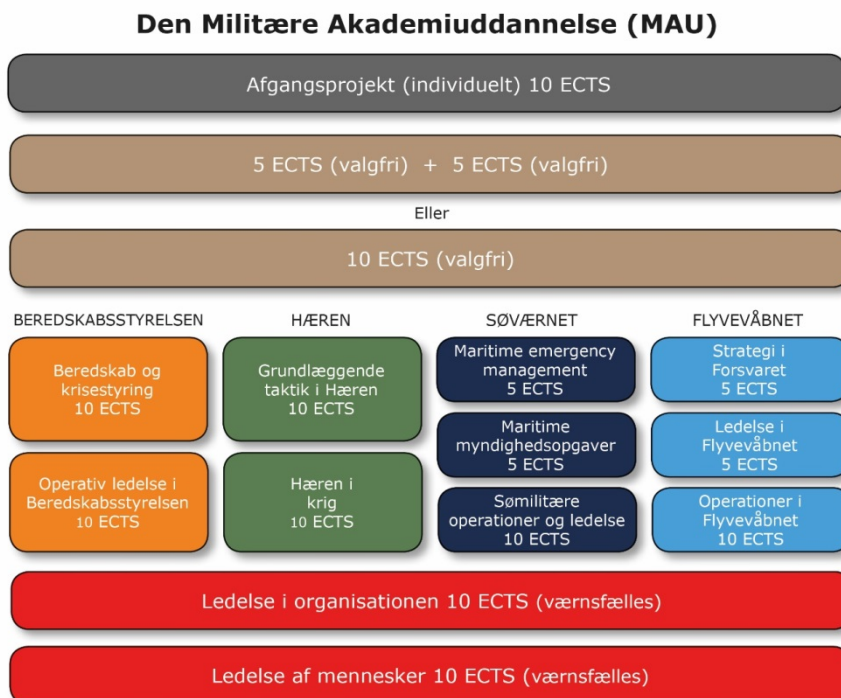 Den Militære Akademiuddannelse (MAU)
Afgangsprojekt (individuelt) 10 ECTS
5 ECTS (valgfri) + 5 ECTS (valgfri)
Eller
10 ECTS (valgfri)
BEREDSKABSSTYRELSEN
Beredskab og
krisestyring
10 ECTS
Operativ ledelse i
Beredskabsstyrelsen
10 ECTS
HÆREN
Grundlæggende
taktik i Hæren
10 ECTS
Hæren i
krig
10 ECTS
SØVÆRNET
Maritime emergency
management
5 ECTS
Maritime
myndighedsopgaver
5 ECTS
Sømilitære
operationer og ledelse
10 ECTS
FLYVEVÅBNET
Strategi i
Forsvaret
5 ECTS
Ledelse i
Flyvevåbnet
5 ECTS
Operationer i
Flyvevåbnet
10 ECTS
Ledelse i organisationen 10 ECTS (værnsfælles)
Ledelse af mennesker 10 ECTS (værnsfælles)